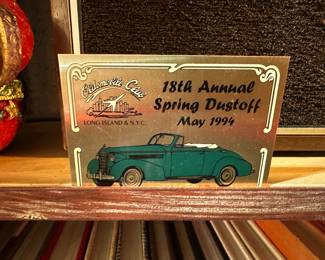 Oldsmobile Club
LONG ISLAND & N.Y.C.
18th Annual
Spring Dustoff
May 1994